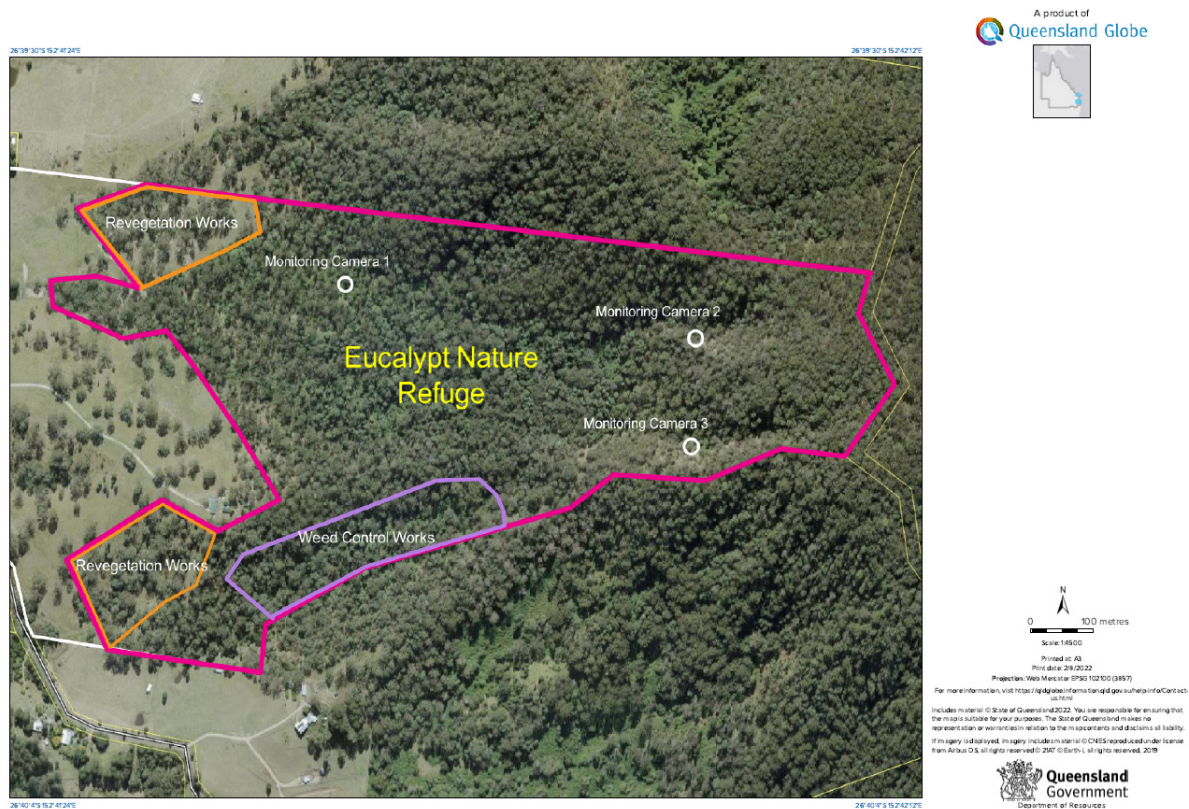 A product of
Queensland Globe
26°39'30"S 152°41'24"E
26°39'30"S 152°42'12"E
Revegetation Works
Monitoring Camera 1
Monitoring Camera 2
Eucalypt Nature
Refuge
Monitoring Camera 3
Weed Control Works
Revegetation Works
26°40'4"S 152°41'24"E
26°40'4"S 152°42'12"E
N
0 100 metres
Scale: 1:4500
Printed at: A3
Print date: 2/8/2022
Projection: Web Mercator EPSG 102100 (3857)
For more information, visit https://qldglobe.information.qld.gov.au/help-info/Contact-
us.html
Includes material © State of Queensland 2022. You are responsible for ensuring that
the map is suitable for your purposes. The State of Queensland makes no
representation or warranties in relation to the map contents and disclaims all liability.
If imagery is displayed, imagery includes material © CNES reproduced under license
from Airbus DS, all rights reserved © 21AT © Earth-i, all rights reserved, 2019
Queensland
Government
Department of Resources